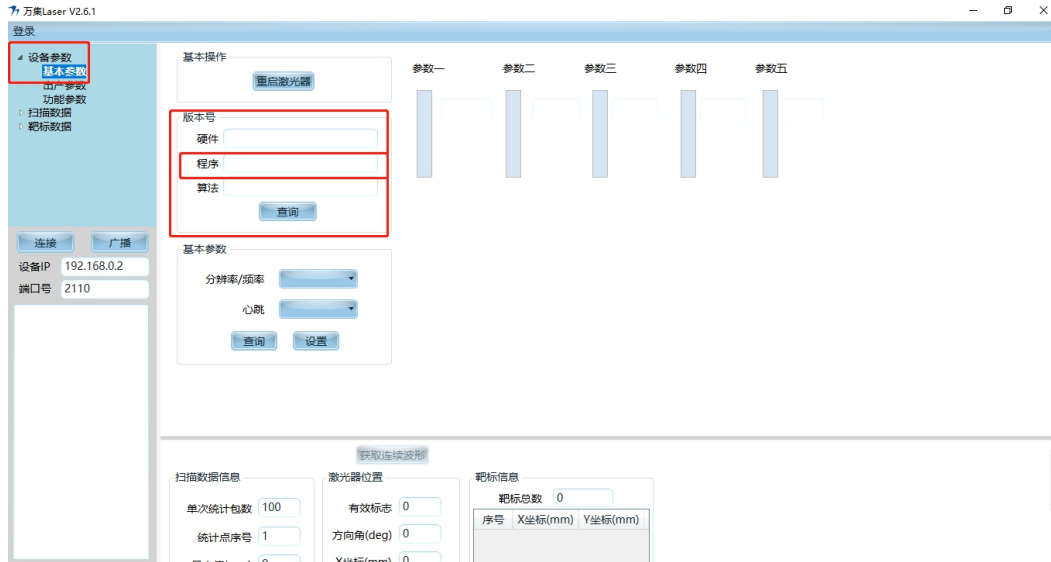 万集Laser V2.6.1
登录
设备参数
基本参数
出产参数
功能参数
扫描数据
靶标数据
连接 广播
设备IP 192.168.0.2
端口号 2110
基本操作
重启激光器
版本号
硬件
程序
算法
查询
基本参数
分辨率/频率
心跳
查询 设置
参数一 参数二 参数三 参数四 参数五
获取连续波形
扫描数据信息
单次统计包数 100
统计点序号 1
激光器位置
有效标志 0
方向角(deg) 0
X坐标(mm) 0
靶标信息
靶标总数 0
序号 X坐标(mm) Y坐标(mm)